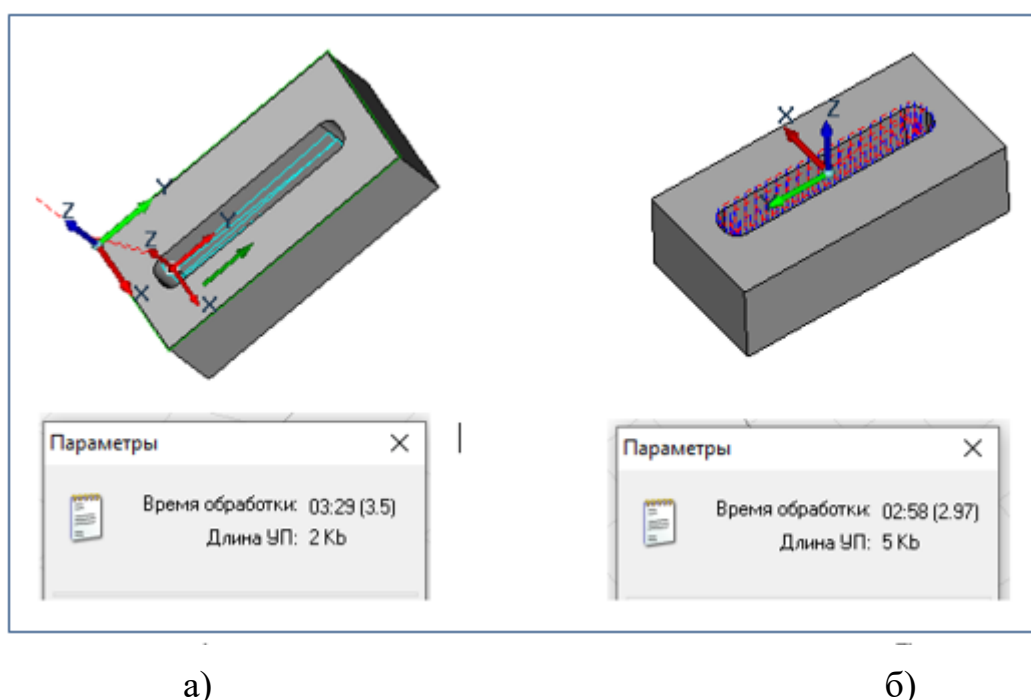 Z
Y
X
Z
Y
X
X
Z
Y
Параметры
Время обработки: 03:29 (3.5)
Длина УП: 2 Kb
Параметры
Время обработки: 02:58 (2.97)
Длина УП: 5 Kb
а)
б)